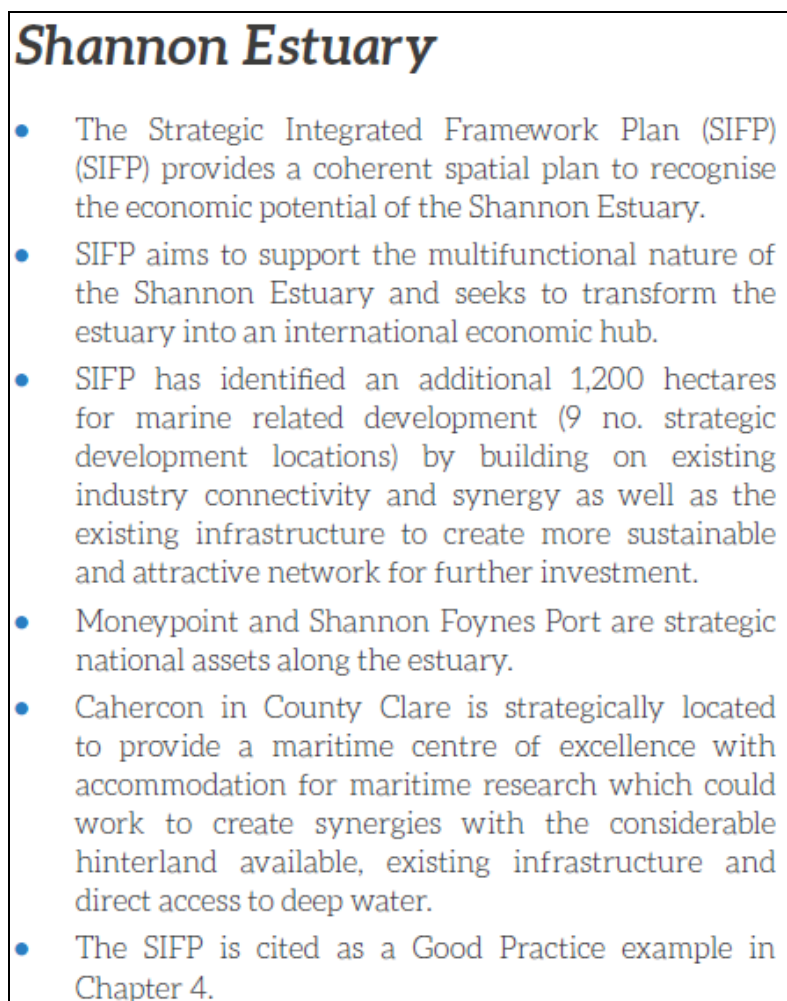 Shannon Estuary
• The Strategic Integrated Framework Plan (SIFP)
(SIFP) provides a coherent spatial plan to recognise
the economic potential of the Shannon Estuary.
• SIFP aims to support the multifunctional nature of
the Shannon Estuary and seeks to transform the
estuary into an international economic hub.
• SIFP has identified an additional 1,200 hectares
for marine related development (9 no. strategic
development locations) by building on existing
industry connectivity and synergy as well as the
existing infrastructure to create more sustainable
and attractive network for further investment.
• Moneypoint and Shannon Foynes Port are strategic
national assets along the estuary.
• Cahercon in County Clare is strategically located
to provide a maritime centre of excellence with
accommodation for maritime research which could
work to create synergies with the considerable
hinterland available, existing infrastructure and
direct access to deep water.
• The SIFP is cited as a Good Practice example in
Chapter 4.